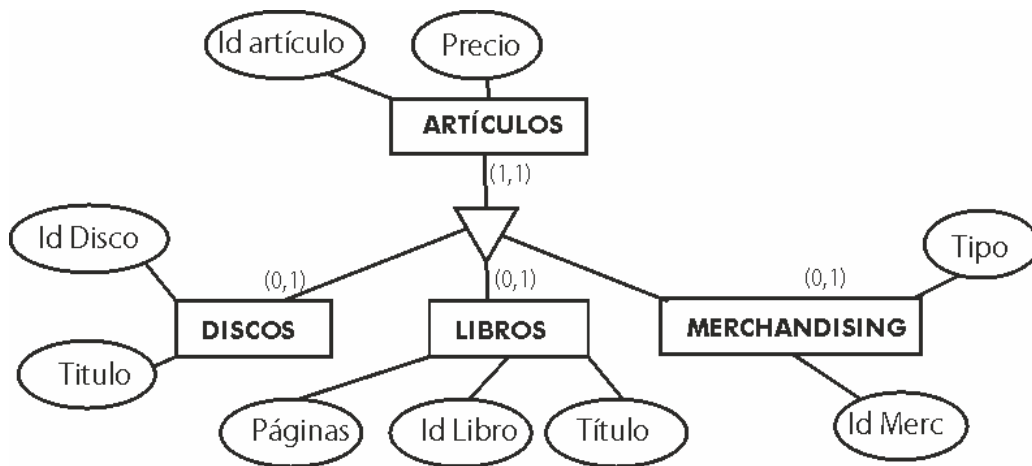 Id artículo
Precio
ARTÍCULOS
(1,1)
Id Disco
Tipo
(0,1)
(0,1)
(0,1)
DISCOS
LIBROS
MERCHANDISING
Titulo
Páginas
Id Libro
Título
Id Merc